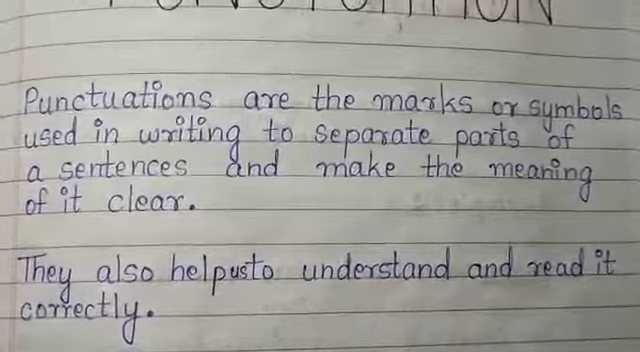 Punctuations are the marks or symbols
used in writing to separate parts of
a sentences and make the meaning
of it clear.
They also helpusto understand and read it
correctly.